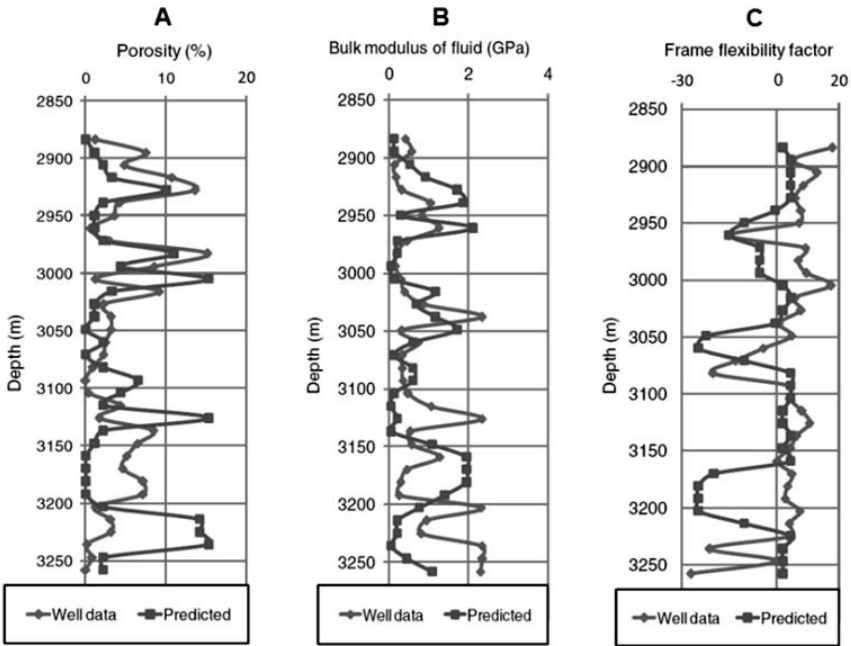 A
Porosity (%)
0 10 20
Depth (m)
2850
2900
2950
3000
3050
3100
3150
3200
3250
Well data Predicted
B
Bulk modulus of fluid (GPa)
0 2 4
Depth (m)
2850
2900
2950
3000
3050
3100
3150
3200
3250
Well data Predicted
C
Frame flexibility factor
-30 0 20
Depth (m)
2850
2900
2950
3000
3050
3100
3150
3200
3250
Well data Predicted